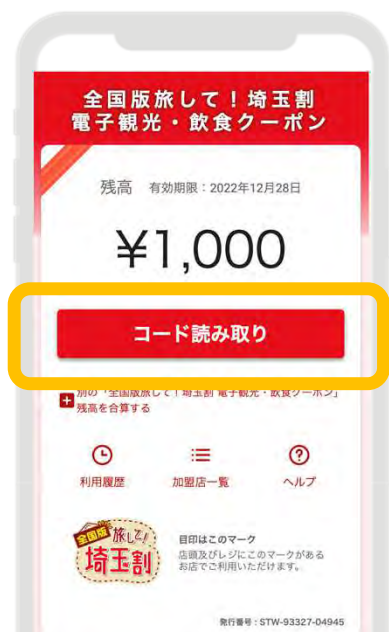 全国版旅して！埼玉割
電子観光・飲食クーポン
残高 有効期限：2022年12月28日
¥1,000
コード読み取り
別の「全国版旅して！埼玉割 電子観光・飲食クーポン」
残高を合算する
利用履歴 加盟店一覧 ヘルプ
全国版 旅して!
埼玉割
目印はこのマーク
店頭及びレジにこのマークがある
お店でご利用いただけます。
発行番号：STW-93327-04945